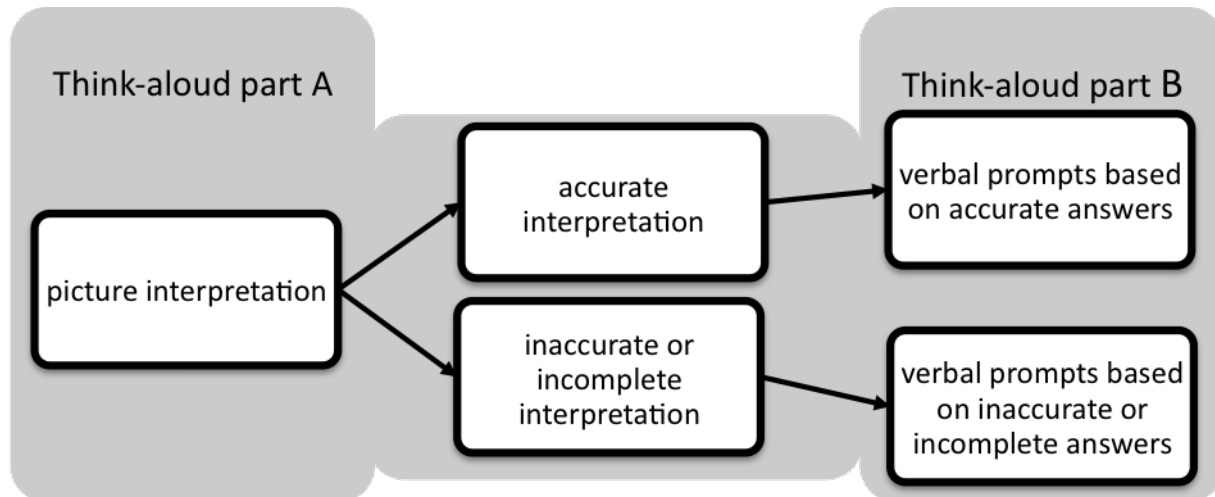 Think-aloud part A
picture interpretation
accurate
interpretation
inaccurate or
incomplete
interpretation
Think-aloud part B
verbal prompts based
on accurate answers
verbal prompts based
on inaccurate or
incomplete answers